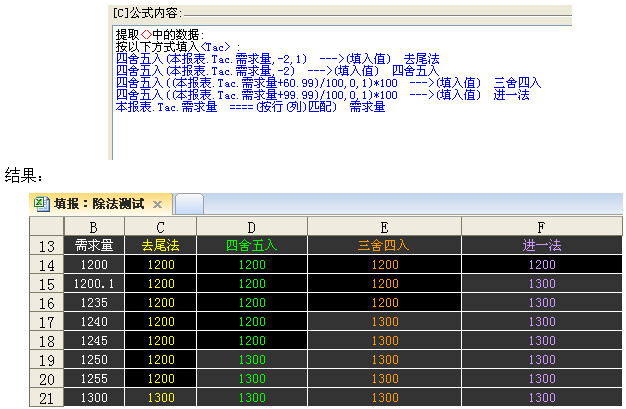 [C]公式内容:
提取<>中的数据:
按以下方式填入<Tac> :
四舍五入(本报表.Tac.需求量,-2,1) --->(填入值) 去尾法
四舍五入(本报表.Tac.需求量,-2) --->(填入值) 四舍五入
四舍五入((本报表.Tac.需求量+60.99)/100,0,1)*100 --->(填入值) 三舍四入
四舍五入((本报表.Tac.需求量+99.99)/100,0,1)*100 --->(填入值) 进一法
本报表.Tac.需求量 ====(按行(列)匹配) 需求量
结果:
填报:除法测试 ×
B C D E F
13 需求量 去尾法 四舍五入 三舍四入 进一法
14 1200 1200 1200 1200 1200
15 1200.1 1200 1200 1200 1300
16 1235 1200 1200 1200 1300
17 1240 1200 1200 1300 1300
18 1245 1200 1200 1300 1300
19 1250 1200 1300 1300 1300
20 1255 1200 1300 1300 1300
21 1300 1300 1300 1300 1300